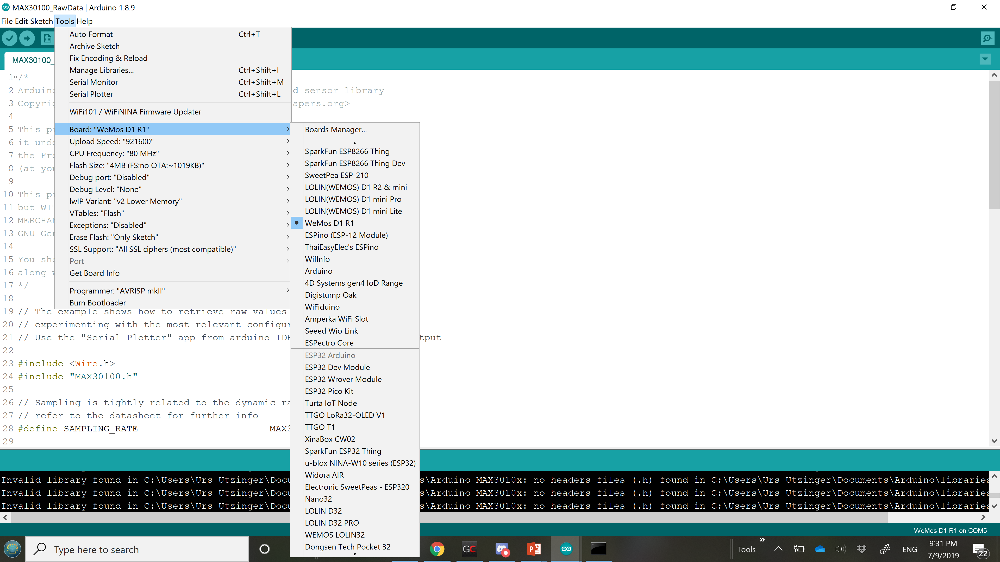 MAX30100_RawData | Arduino 1.8.9
File Edit Sketch Tools Help
Auto Format Ctrl+T
Archive Sketch
Fix Encoding & Reload
Manage Libraries... Ctrl+Shift+I
Serial Monitor Ctrl+Shift+M
Serial Plotter Ctrl+Shift+L
WiFi101 / WiFiNINA Firmware Updater
Board: "WeMos D1 R1"
Upload Speed: "921600"
CPU Frequency: "80 MHz"
Flash Size: "4MB (FS:no OTA:~1019KB)"
Debug port: "Disabled"
Debug Level: "None"
lwIP Variant: "v2 Lower Memory"
VTables: "Flash"
Exceptions: "Disabled"
Erase Flash: "Only Sketch"
SSL Support: "All SSL ciphers (most compatible)"
Port
Get Board Info
Programmer: "AVRISP mkII"
Burn Bootloader
Boards Manager...
SparkFun ESP8266 Thing
SparkFun ESP8266 Thing Dev
SweetPea ESP-210
LOLIN(WEMOS) D1 R2 & mini
LOLIN(WEMOS) D1 mini Pro
LOLIN(WEMOS) D1 mini Lite
WeMos D1 R1
ESPino (ESP-12 Module)
ThaiEasyElec's ESPino
WifInfo
Arduino
4D Systems gen4 IoD Range
Digistump Oak
WiFiduino
Amperka WiFi Slot
Seeed Wio Link
ESPectro Core
ESP32 Arduino
ESP32 Dev Module
ESP32 Wrover Module
ESP32 Pico Kit
Turta IoT Node
TTGO LoRa32-OLED V1
TTGO T1
XinaBox CW02
SparkFun ESP32 Thing
u-blox NINA-W10 series (ESP32)
Widora AIR
Electronic SweetPeas - ESP320
Nano32
LOLIN D32
LOLIN D32 PRO
WEMOS LOLIN32
Dongsen Tech Pocket 32
MAX30100_
1 /*
2 Arduino d sensor library
3 Copyrig apers.org>
4
5 This pr
6 it unde
7 the Fre
8 (at you
9
10 This pr
11 but WIT
12 MERCHAN
13 GNU Gen
14
15 You sho
16 along w
17 */
18
19 // The example shows how to retrieve raw values
20 // experimenting with the most relevant configur
21 // Use the "Serial Plotter" app from arduino IDE tput
22
23 #include <Wire.h>
24 #include "MAX30100.h"
25
26 // Sampling is tightly related to the dynamic ra
27 // refer to the datasheet for further info
28 #define SAMPLING_RATE MAX3
29
Invalid library found in C:\Users\Urs Utzinger\Docu s\Arduino-MAX3010x: no headers files (.h) found in C:\Users\Urs Utzinger\Documents\Arduino\libraries
Invalid library found in C:\Users\Urs Utzinger\Docu s\Arduino-MAX3010x: no headers files (.h) found in C:\Users\Urs Utzinger\Documents\Arduino\libraries
Invalid library found in C:\Users\Urs Utzinger\Docu s\Arduino-MAX3010x: no headers files (.h) found in C:\Users\Urs Utzinger\Documents\Arduino\libraries
WeMos D1 R1 on COM5
Type here to search
GC
Tools
ENG
9:31 PM
7/9/2019
22